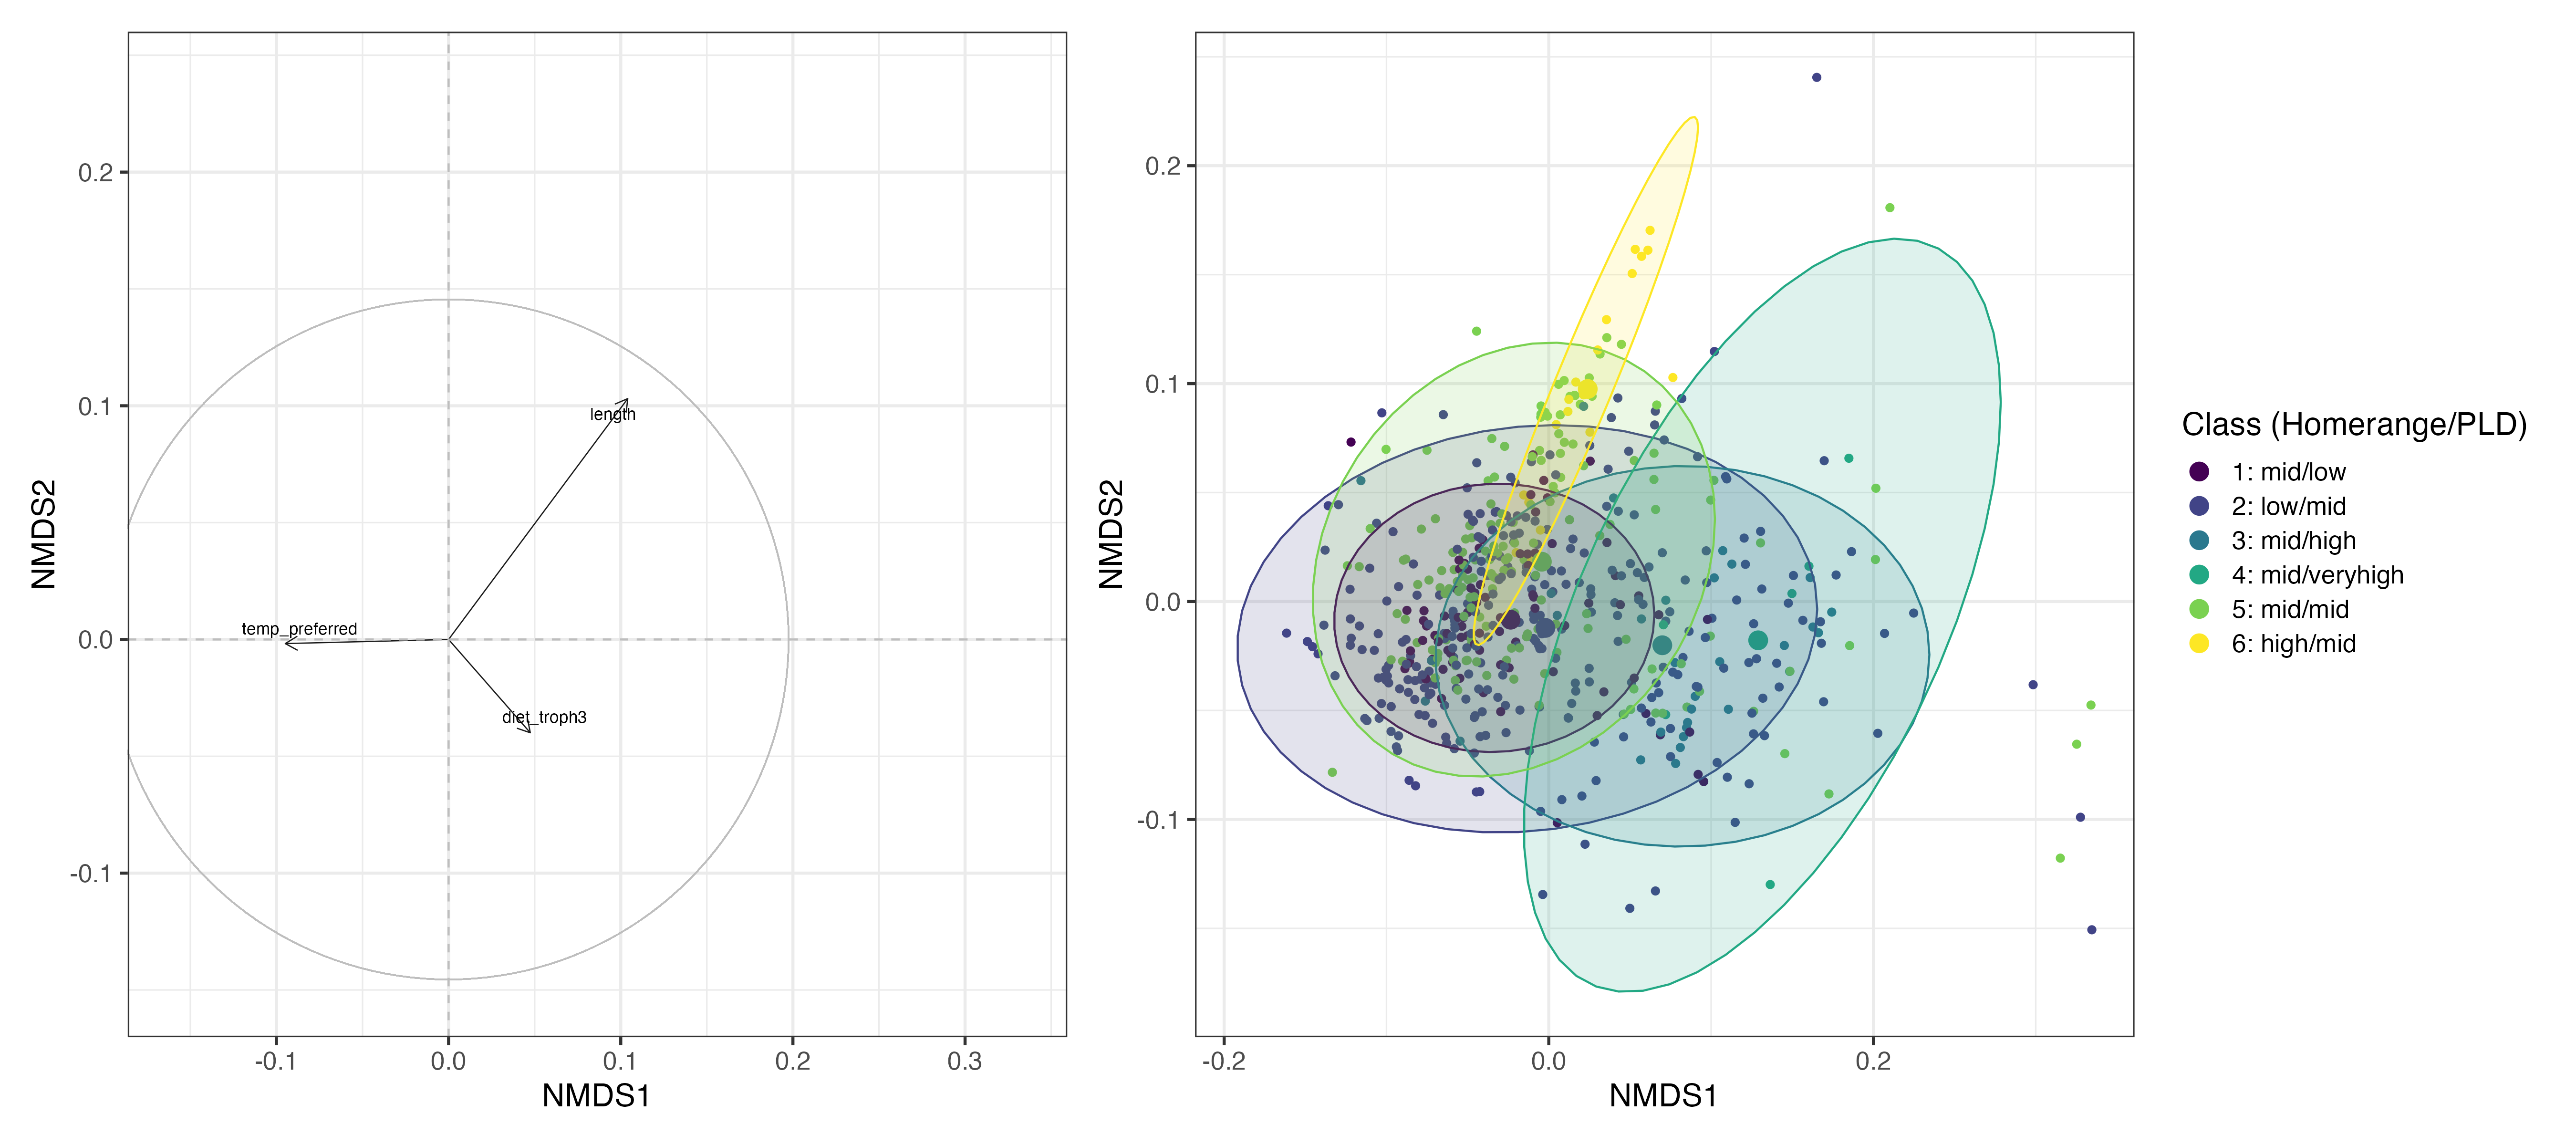 NMDS2
0.2
0.1
0.0
-0.1
length
temp_preferred
diet_troph3
-0.1
0.0
0.1
0.2
0.3
NMDS1
NMDS2
0.2
0.1
0.0
-0.1
-0.2
0.0
0.2
NMDS1
Class (Homerange/PLD)
1: mid/low
2: low/mid
3: mid/high
4: mid/veryhigh
5: mid/mid
6: high/mid